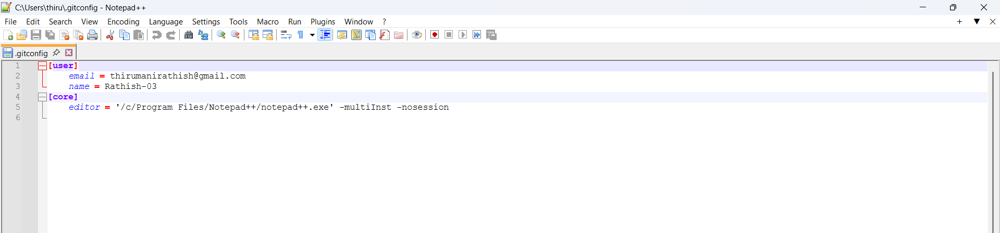 C:\Users\thiru\.gitconfig - Notepad++
File Edit Search View Encoding Language Settings Tools Macro Run Plugins Window ?
.gitconfig
1 [user]
2 email = thirumanirathish@gmail.com
3 name = Rathish-03
4 [core]
5 editor = '/c/Program Files/Notepad++/notepad++.exe' -multiInst -nosession
6